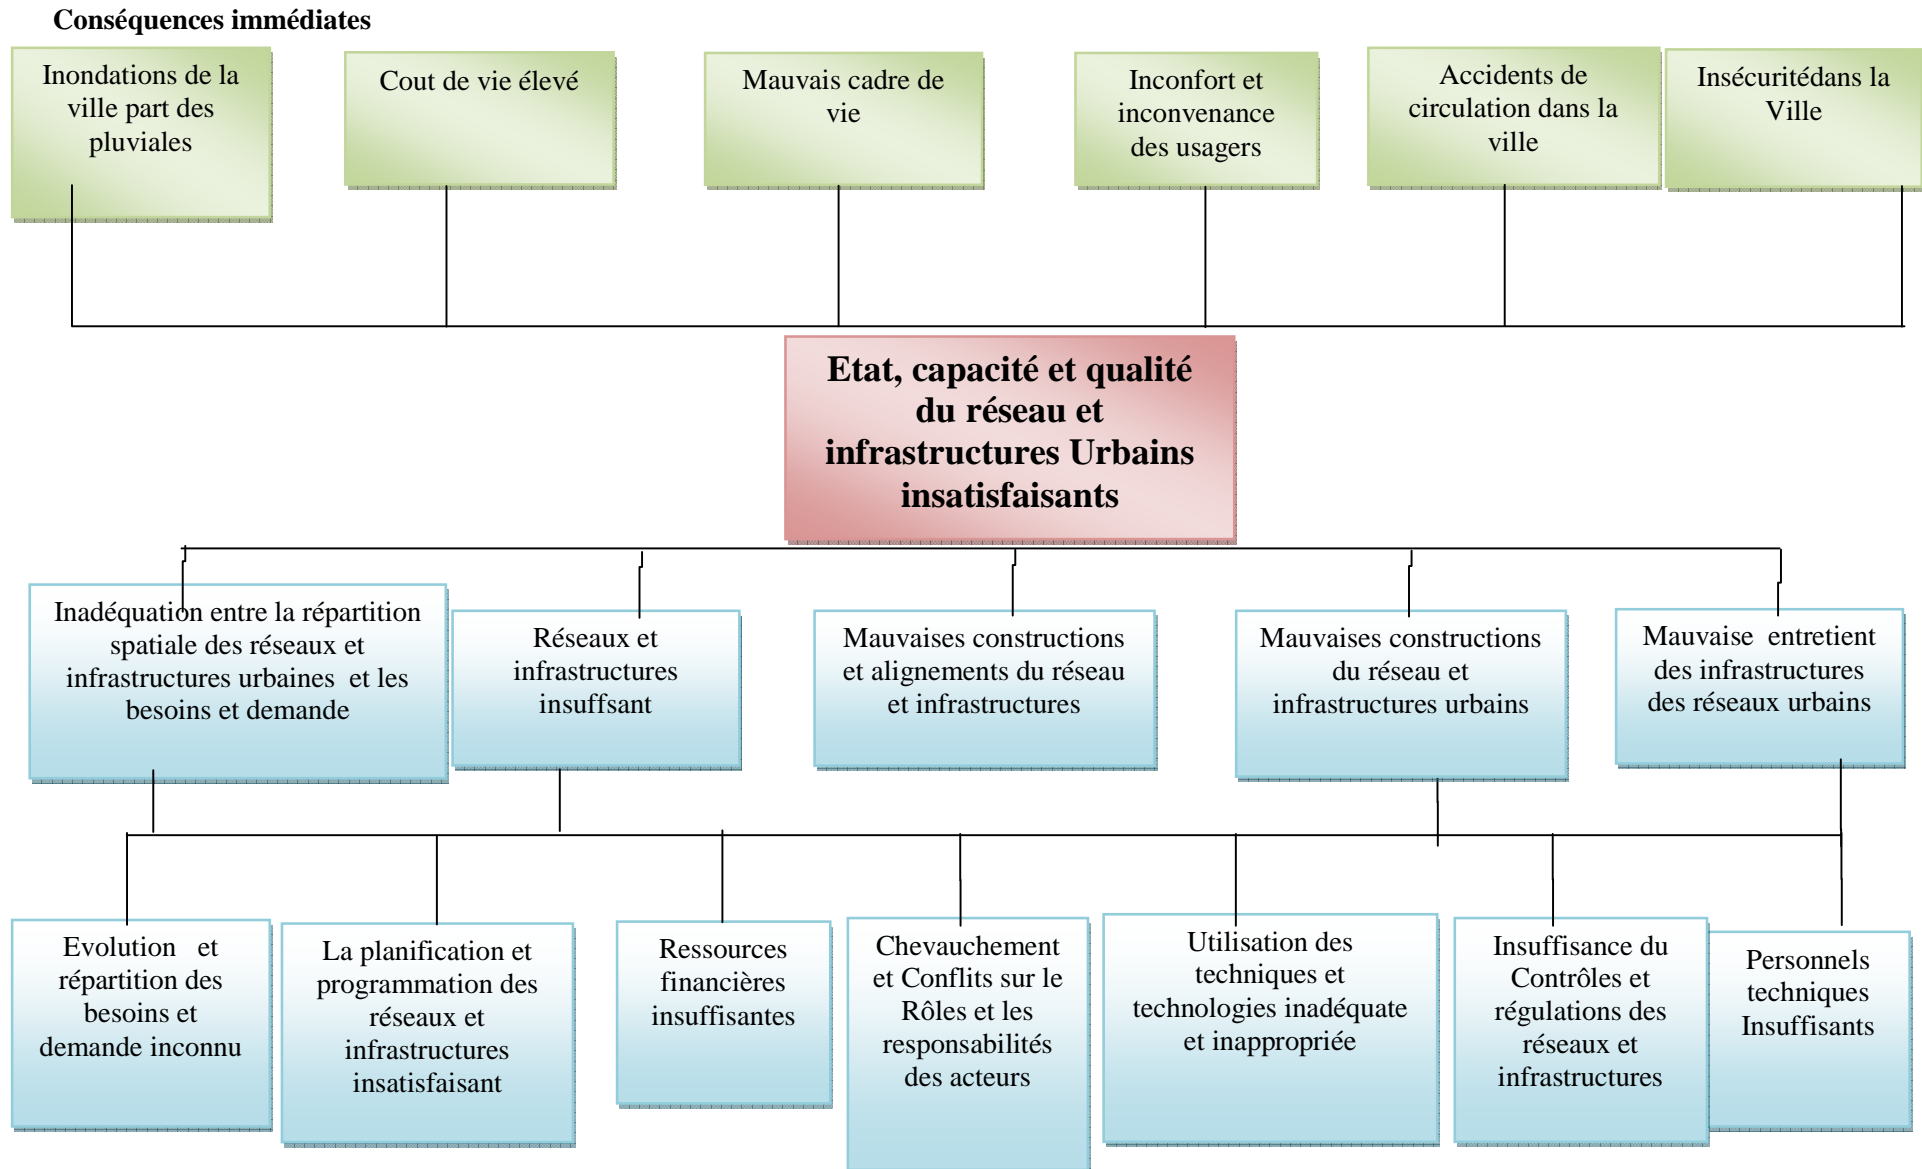 Conséquences immédiates
Inondations de la
ville part des
pluviales
Cout de vie élevé
Mauvais cadre de
vie
Inconfort et
inconvenance
des usagers
Accidents de
circulation dans la
ville
Insécuritédans la
Ville
Etat, capacité et qualité
du réseau et
infrastructures Urbains
insatisfaisants
Inadéquation entre la répartition
spatiale des réseaux et
infrastructures urbaines et les
besoins et demande
Réseaux et
infrastructures
insuffsant
Mauvaises constructions
et alignements du réseau
et infrastructures
Mauvaises constructions
du réseau et
infrastructures urbains
Mauvaise entretient
des infrastructures
des réseaux urbains
Evolution et
répartition des
besoins et
demande inconnu
La planification et
programmation des
réseaux et
infrastructures
insatisfaisant
Ressources
financières
insuffisantes
Chevauchement
et Conflits sur le
Rôles et les
responsabilités
des acteurs
Utilisation des
techniques et
technologies inadéquate
et inappropriée
Insuffisance du
Contrôles et
régulations des
réseaux et
infrastructures
Personnels
techniques
Insuffisants